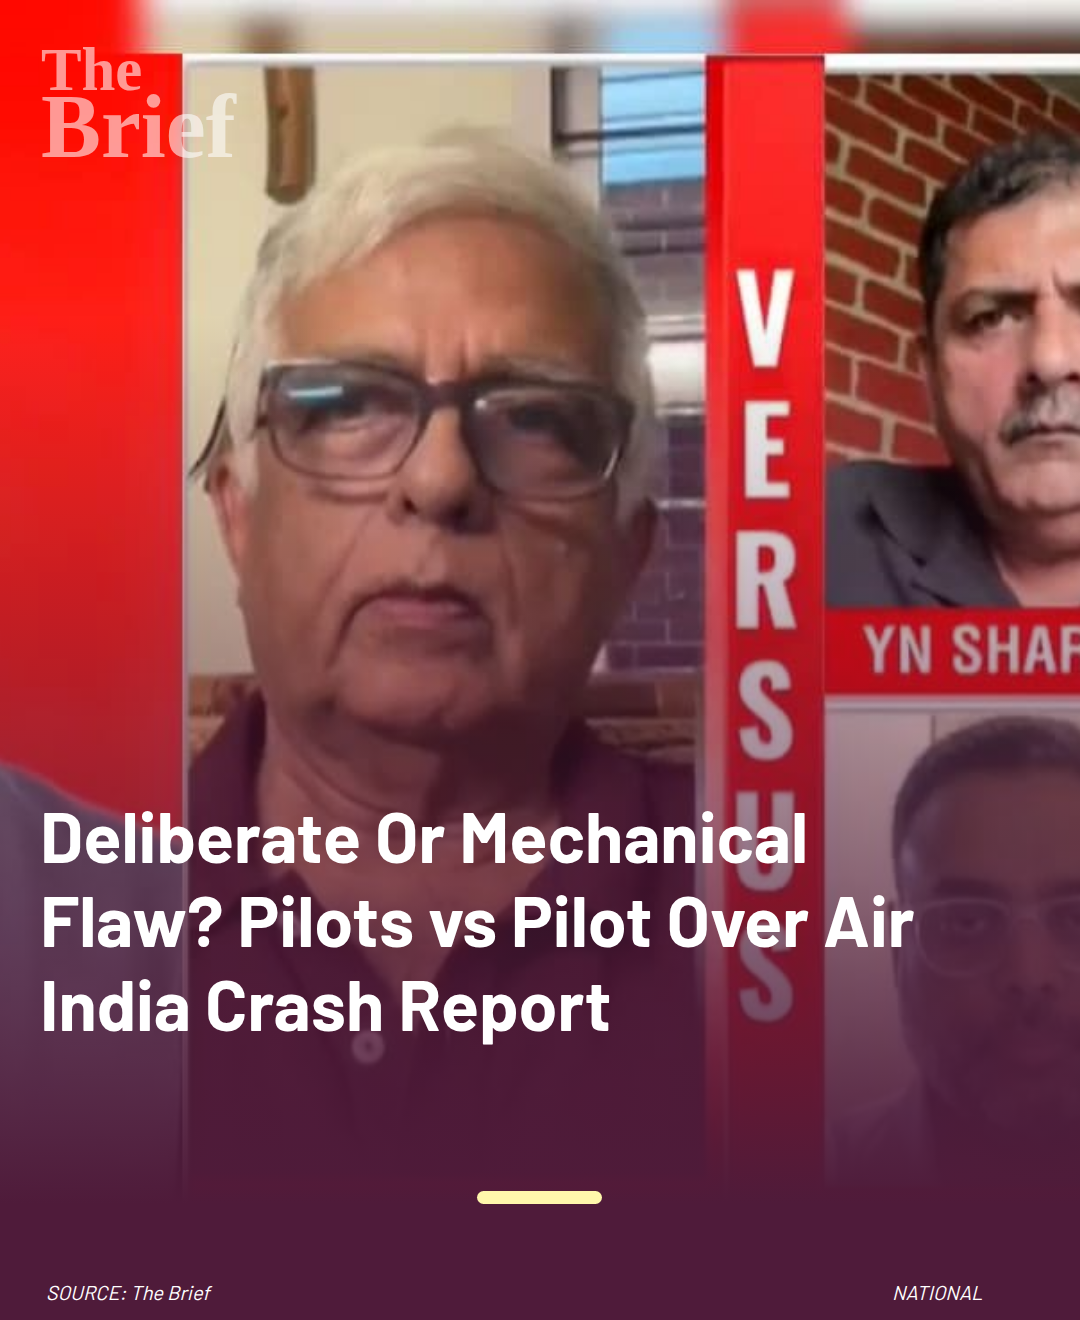 The
Brief
VERSUS
YN SHAR
Deliberate Or Mechanical
Flaw? Pilots vs Pilot Over Air
India Crash Report
SOURCE: The Brief
NATIONAL